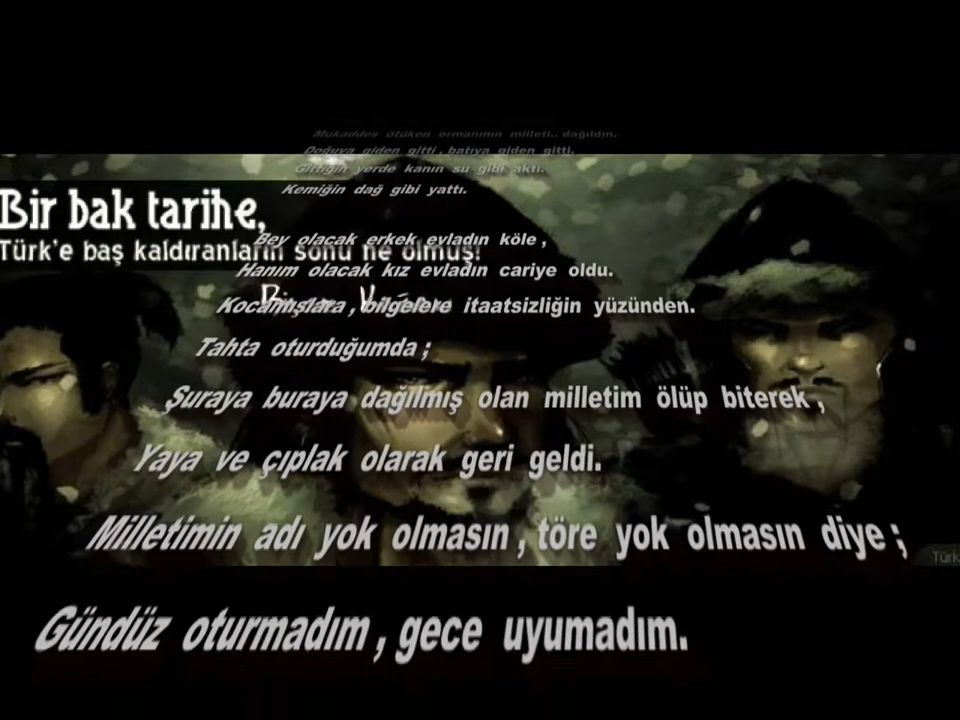 Mukaddes ötüken ormanının milleti.. dağıldın.
Doğuya giden gitti, batıya giden gitti.
Gittiğin yerde kanın su gibi aktı.
Kemiğin dağ gibi yattı.
Bir bak tarihe,
Türk'e baş kaldıranların sonu ne olmuş!
Bey olacak erkek evladın köle ,
Hanım olacak kız evladın cariye oldu.
Kocamışlara , bilgelere itaatsizliğin yüzünden.
Tahta oturduğumda ;
Şuraya buraya dağılmış olan milletim ölüp biterek ,
Yaya ve çıplak olarak geri geldi.
Milletimin adı yok olmasın , töre yok olmasın diye ;
Türk
Gündüz oturmadım , gece uyumadım.